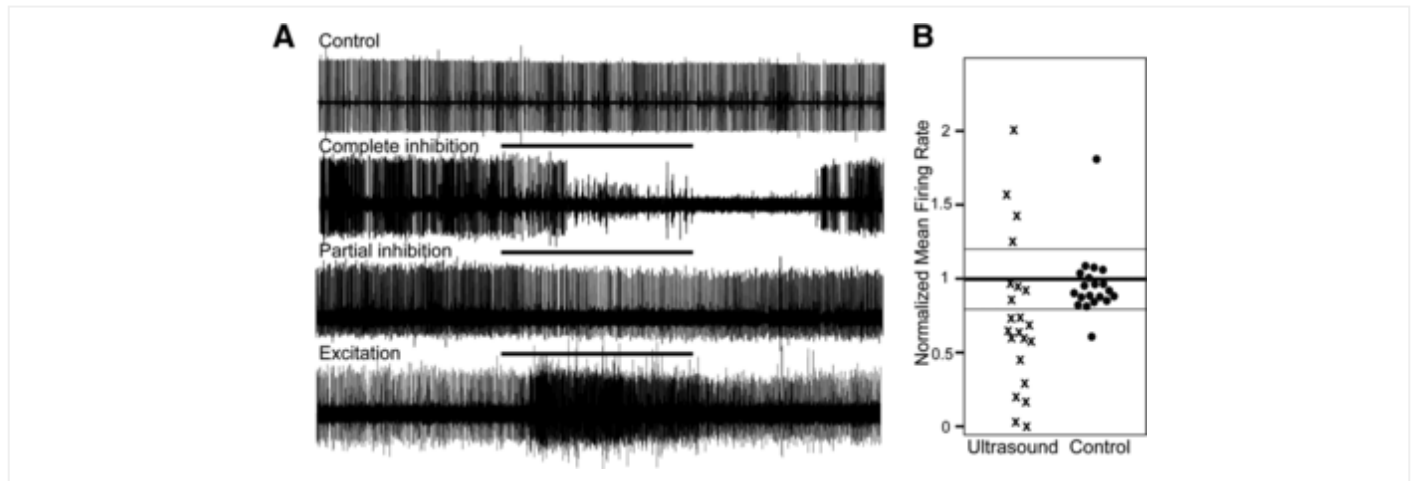 A
Control
Complete inhibition
Partial inhibition
Excitation
B
Normalized Mean Firing Rate
2
1.5
1
0.5
0
Ultrasound Control